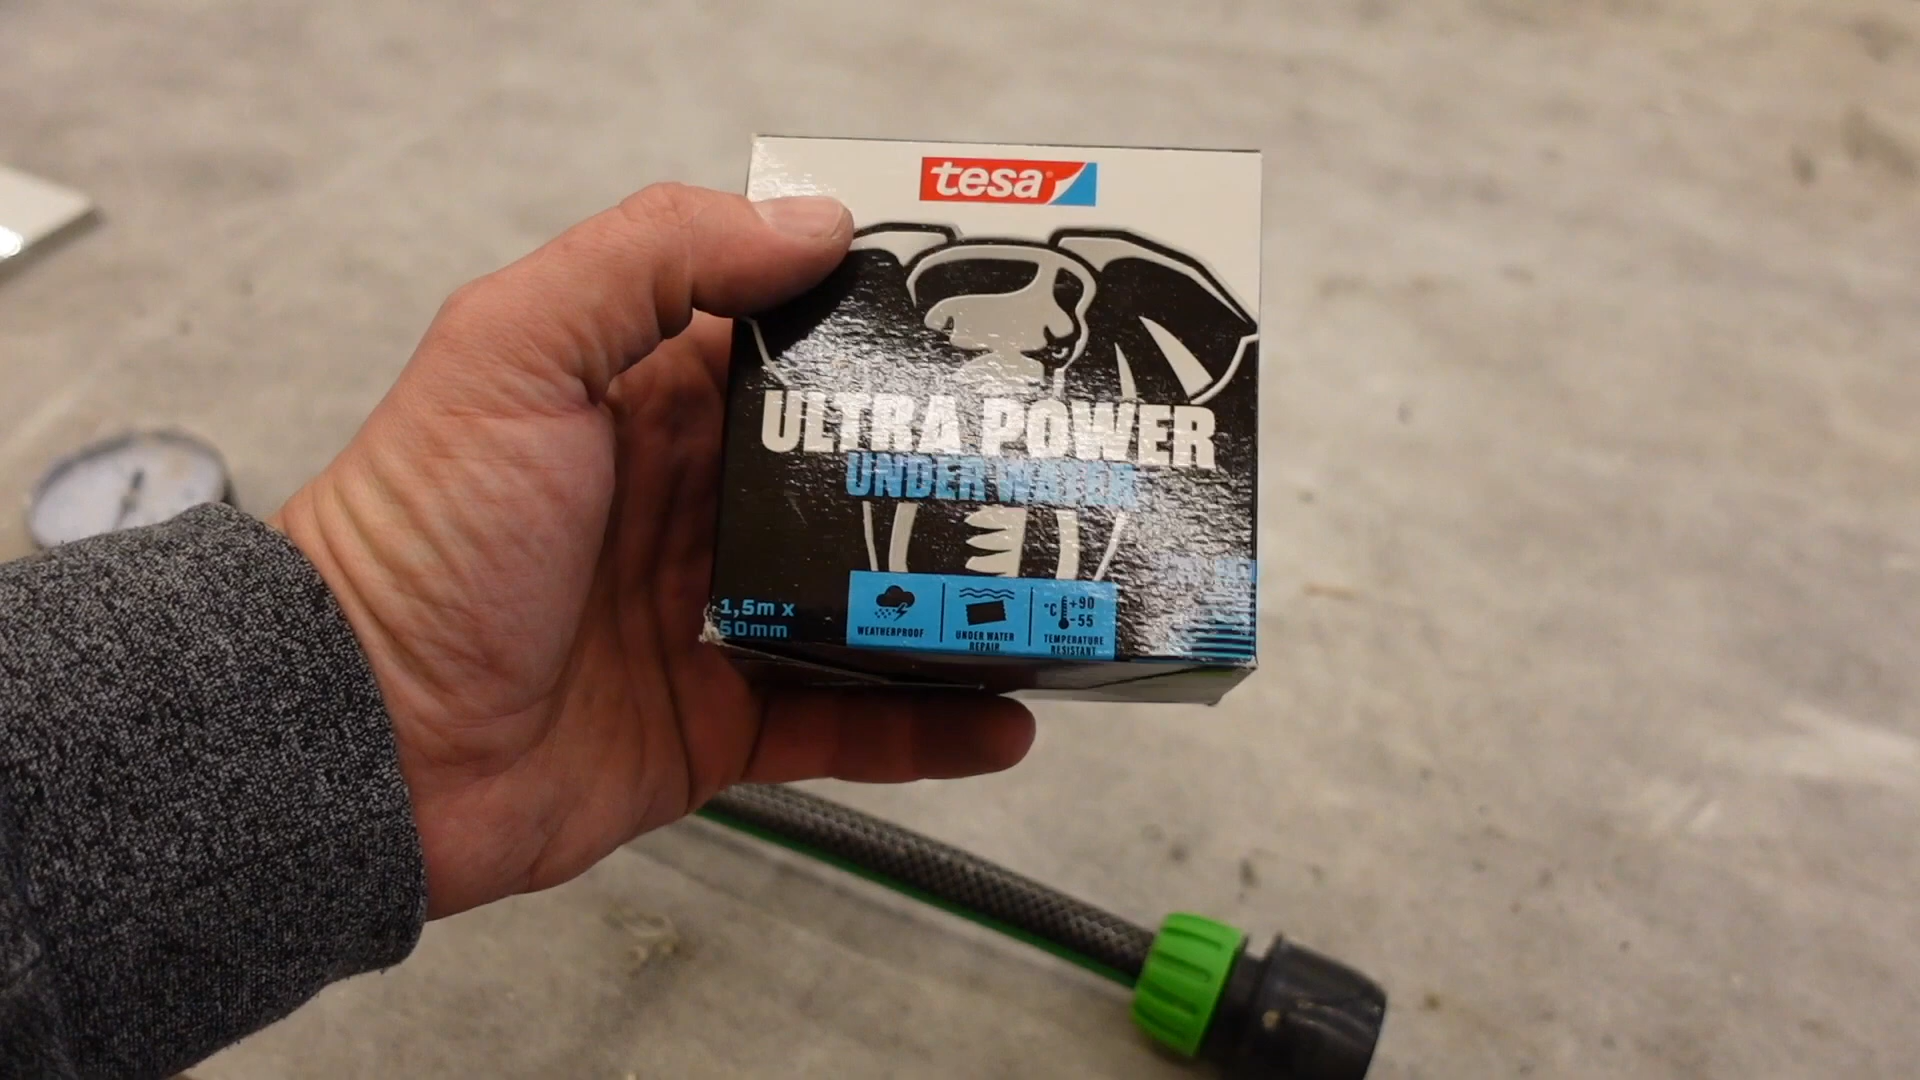 tesa
ULTRA POWER
UNDER WATER
1,5m x
50mm
WEATHERPROOF
UNDER WATER
REPAIR
°C +90
-55
TEMPERATURE
RESISTANT